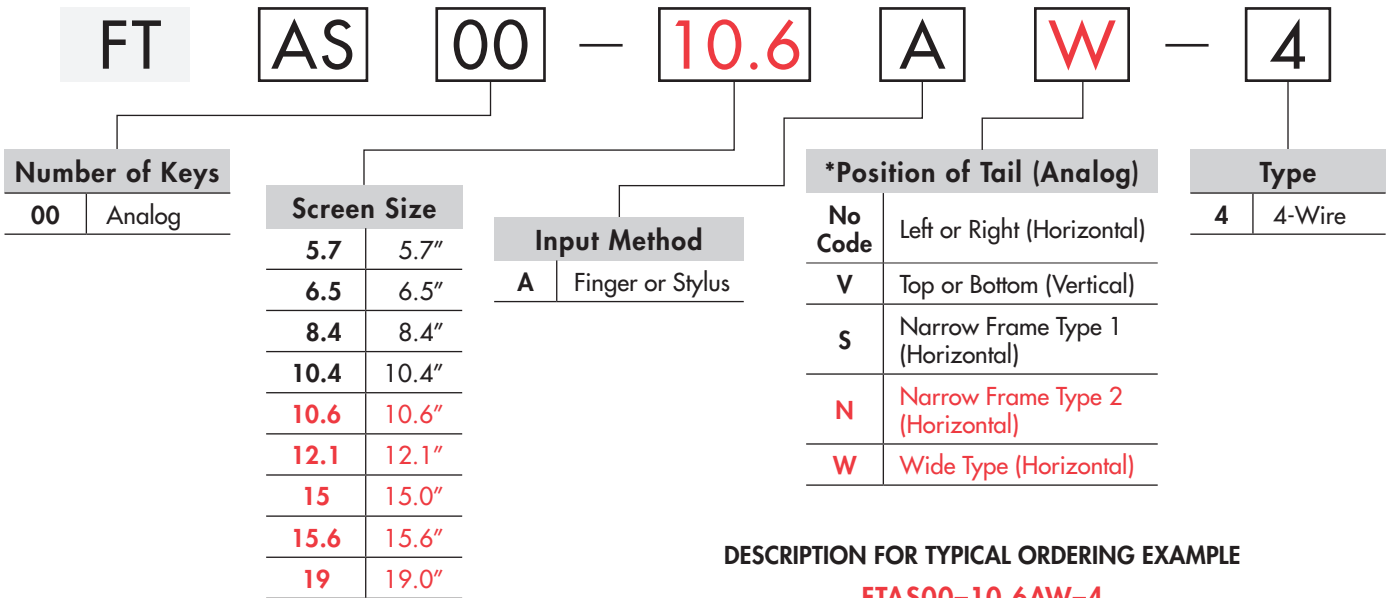 FT AS 00 – 10.6 A W – 4
Number of Keys
00 Analog
Screen Size
5.7 5.7″
6.5 6.5″
8.4 8.4″
10.4 10.4″
10.6 10.6″
12.1 12.1″
15 15.0″
15.6 15.6″
19 19.0″
Input Method
A Finger or Stylus
*Position of Tail (Analog)
No
Code Left or Right (Horizontal)
V Top or Bottom (Vertical)
S Narrow Frame Type 1
(Horizontal)
N Narrow Frame Type 2
(Horizontal)
W Wide Type (Horizontal)
Type
4 4-Wire
DESCRIPTION FOR TYPICAL ORDERING EXAMPLE
FTAS00–10.6AW–4